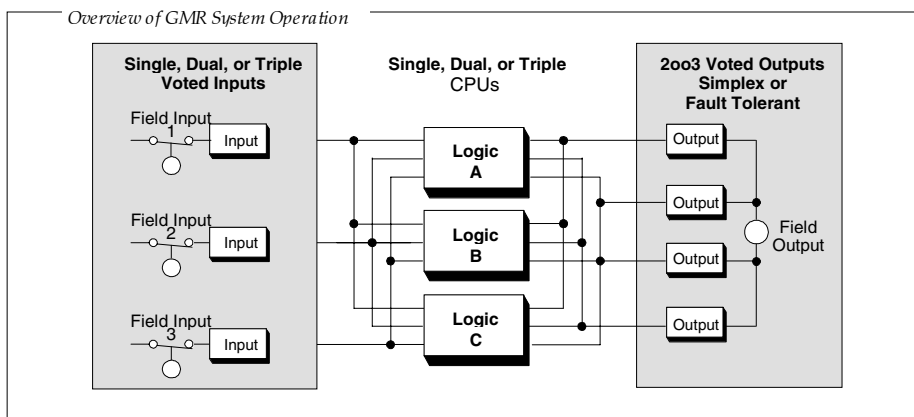 Overview of GMR System Operation
Single, Dual, or Triple
Voted Inputs
Field Input
1
Input
Field Input
2
Input
Field Input
3
Input
Single, Dual, or Triple
CPUs
Logic
A
Logic
B
Logic
C
2oo3 Voted Outputs
Simplex or
Fault Tolerant
Output
Output
Output
Output
Field
Output